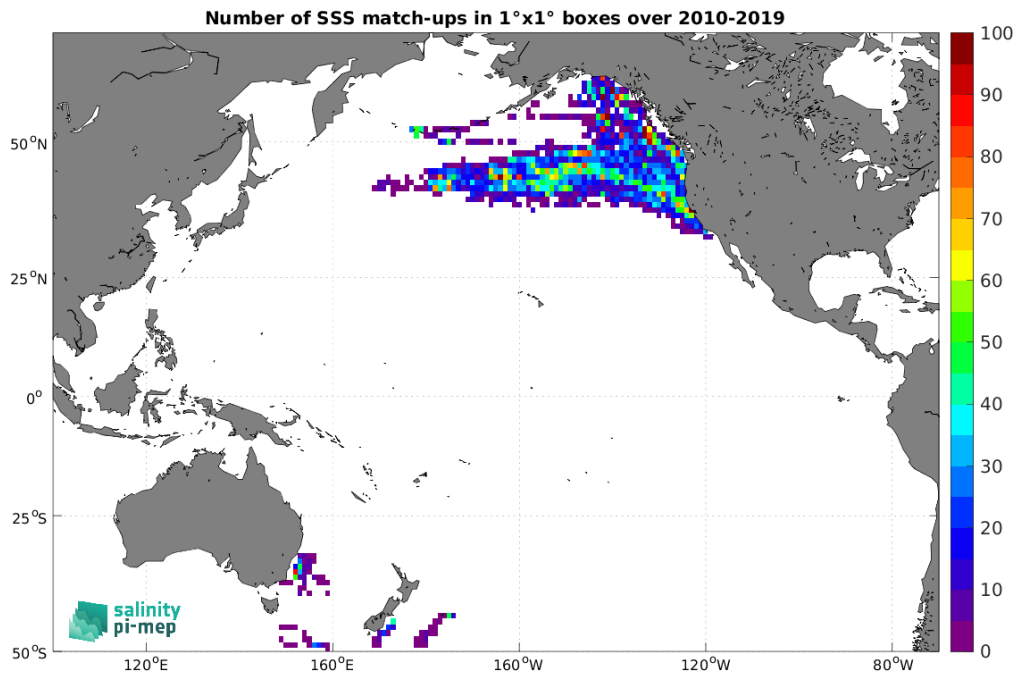 Number of SSS match-ups in 1°x1° boxes over 2010-2019
100
90
80
70
60
50
40
30
20
10
0
50°N
25°N
0°
25°S
50°S
120°E
160°E
160°W
120°W
80°W
salinity
pi-mep